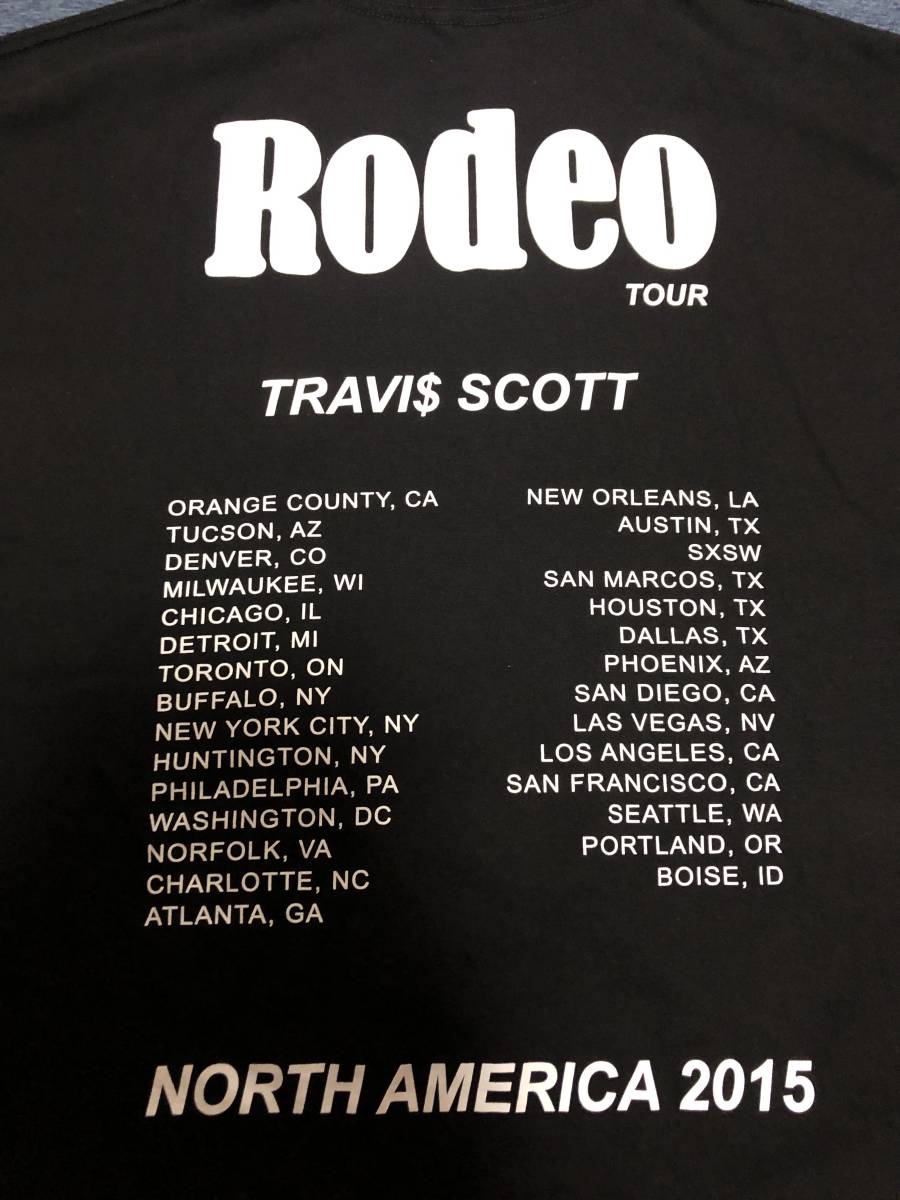 Rodeo
TOUR
TRAVI$ SCOTT
ORANGE COUNTY, CA
TUCSON, AZ
DENVER, CO
MILWAUKEE, WI
CHICAGO, IL
DETROIT, MI
TORONTO, ON
BUFFALO, NY
NEW YORK CITY, NY
HUNTINGTON, NY
PHILADELPHIA, PA
WASHINGTON, DC
NORFOLK, VA
CHARLOTTE, NC
ATLANTA, GA
NEW ORLEANS, LA
AUSTIN, TX
SXSW
SAN MARCOS, TX
HOUSTON, TX
DALLAS, TX
PHOENIX, AZ
SAN DIEGO, CA
LAS VEGAS, NV
LOS ANGELES, CA
SAN FRANCISCO, CA
SEATTLE, WA
PORTLAND, OR
BOISE, ID
NORTH AMERICA 2015